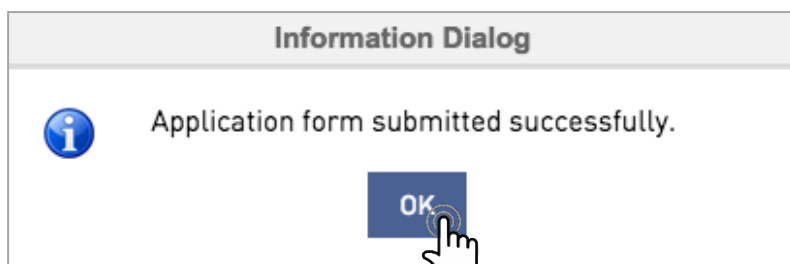 Information Dialog
Application form submitted successfully.
OK